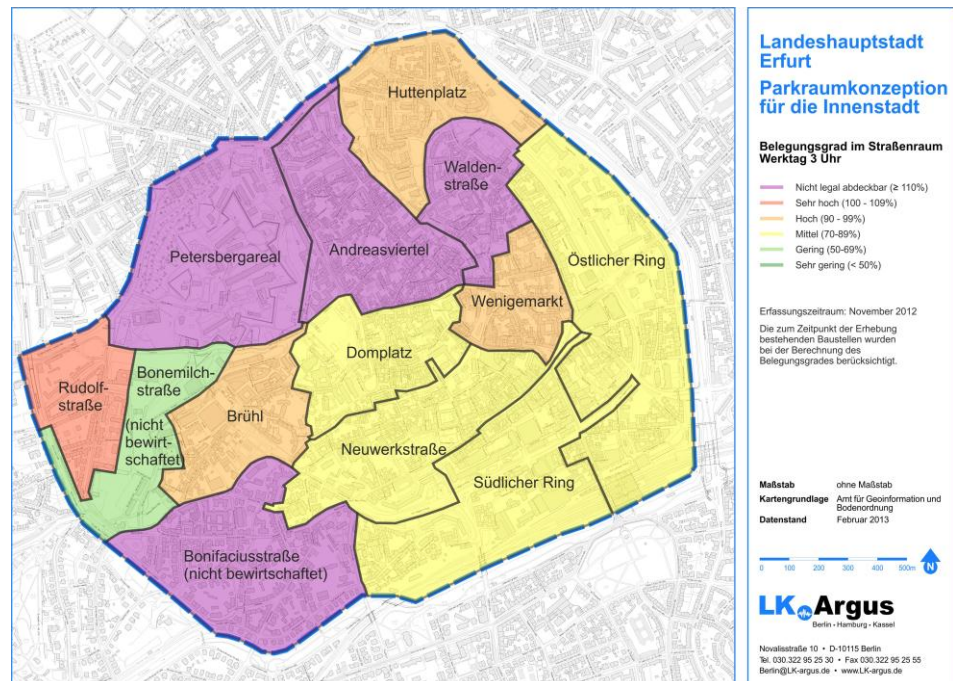 Huttenplatz
Walden-
straße
Petersbergareal
Andreasviertel
Östlicher Ring
Wenigemarkt
Domplatz
Rudolf-
straße
Bonemilch-
straße
(nicht
bewirt-
schaftet)
Brühl
Neuwerkstraße
Südlicher Ring
Bonifaciusstraße
(nicht bewirtschaftet)
Landeshauptstadt
Erfurt
Parkraumkonzeption
für die Innenstadt
Belegungsgrad im Straßenraum
Werktag 3 Uhr
Nicht legal abdeckbar (≥ 110%)
Sehr hoch (100 - 109%)
Hoch (90 - 99%)
Mittel (70-89%)
Gering (50-69%)
Sehr gering (< 50%)
Erfassungszeitraum: November 2012
Die zum Zeitpunkt der Erhebung
bestehenden Baustellen wurden
bei der Berechnung des
Belegungsgrades berücksichtigt.
Maßstab ohne Maßstab
Kartengrundlage Amt für Geoinformation und
Bodenordnung
Datenstand Februar 2013
0 100 200 300 400 500m N
LK Argus
Berlin • Hamburg • Kassel
Novalisstraße 10 • D-10115 Berlin
Tel. 030.322 95 25 30 • Fax 030.322 95 25 55
Berlin@LK-argus.de • www.LK-argus.de